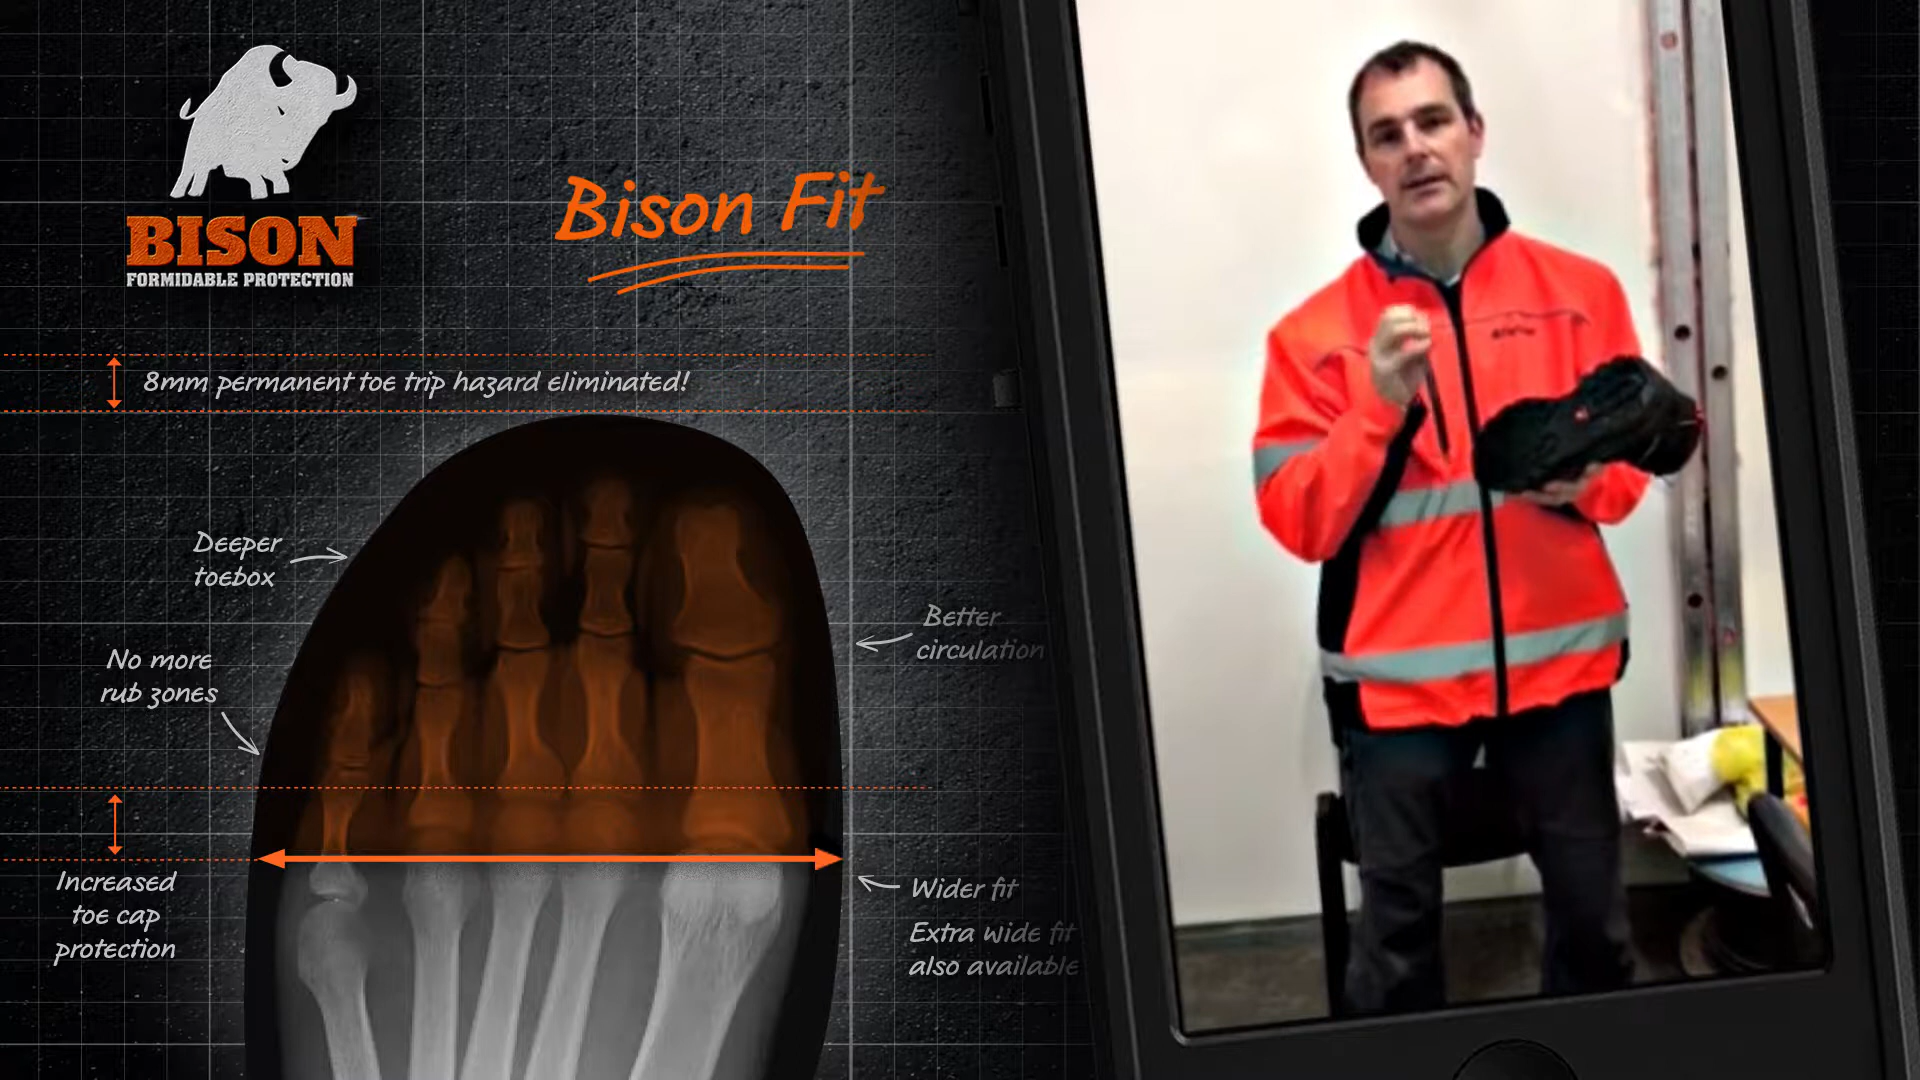 BISON
FORMIDABLE PROTECTION
Bison Fit
8mm permanent toe trip hazard eliminated!
Deeper
toebox
No more
rub zones
Better
circulation
Increased
toe cap
protection
Wider fit
Extra wide fit
also available